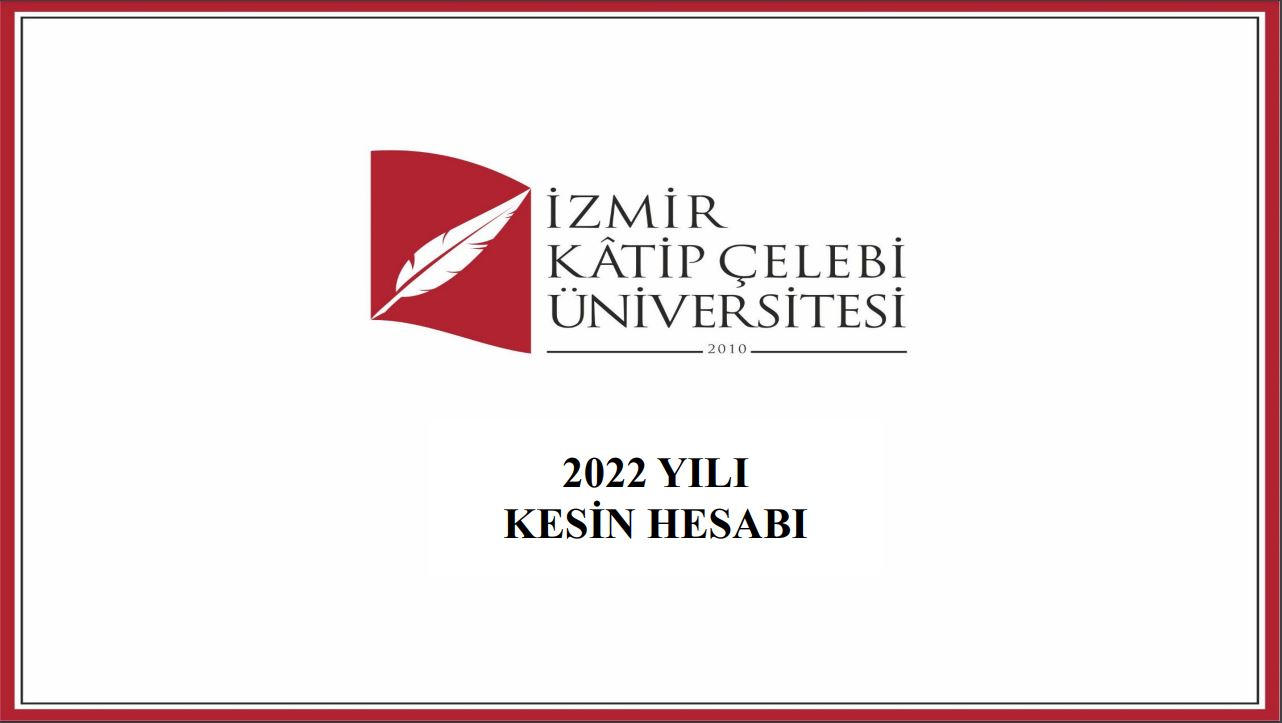 İZMİR
KÂTİP ÇELEBİ
ÜNİVERSİTESİ
2010
2022 YILI
KESİN HESABI